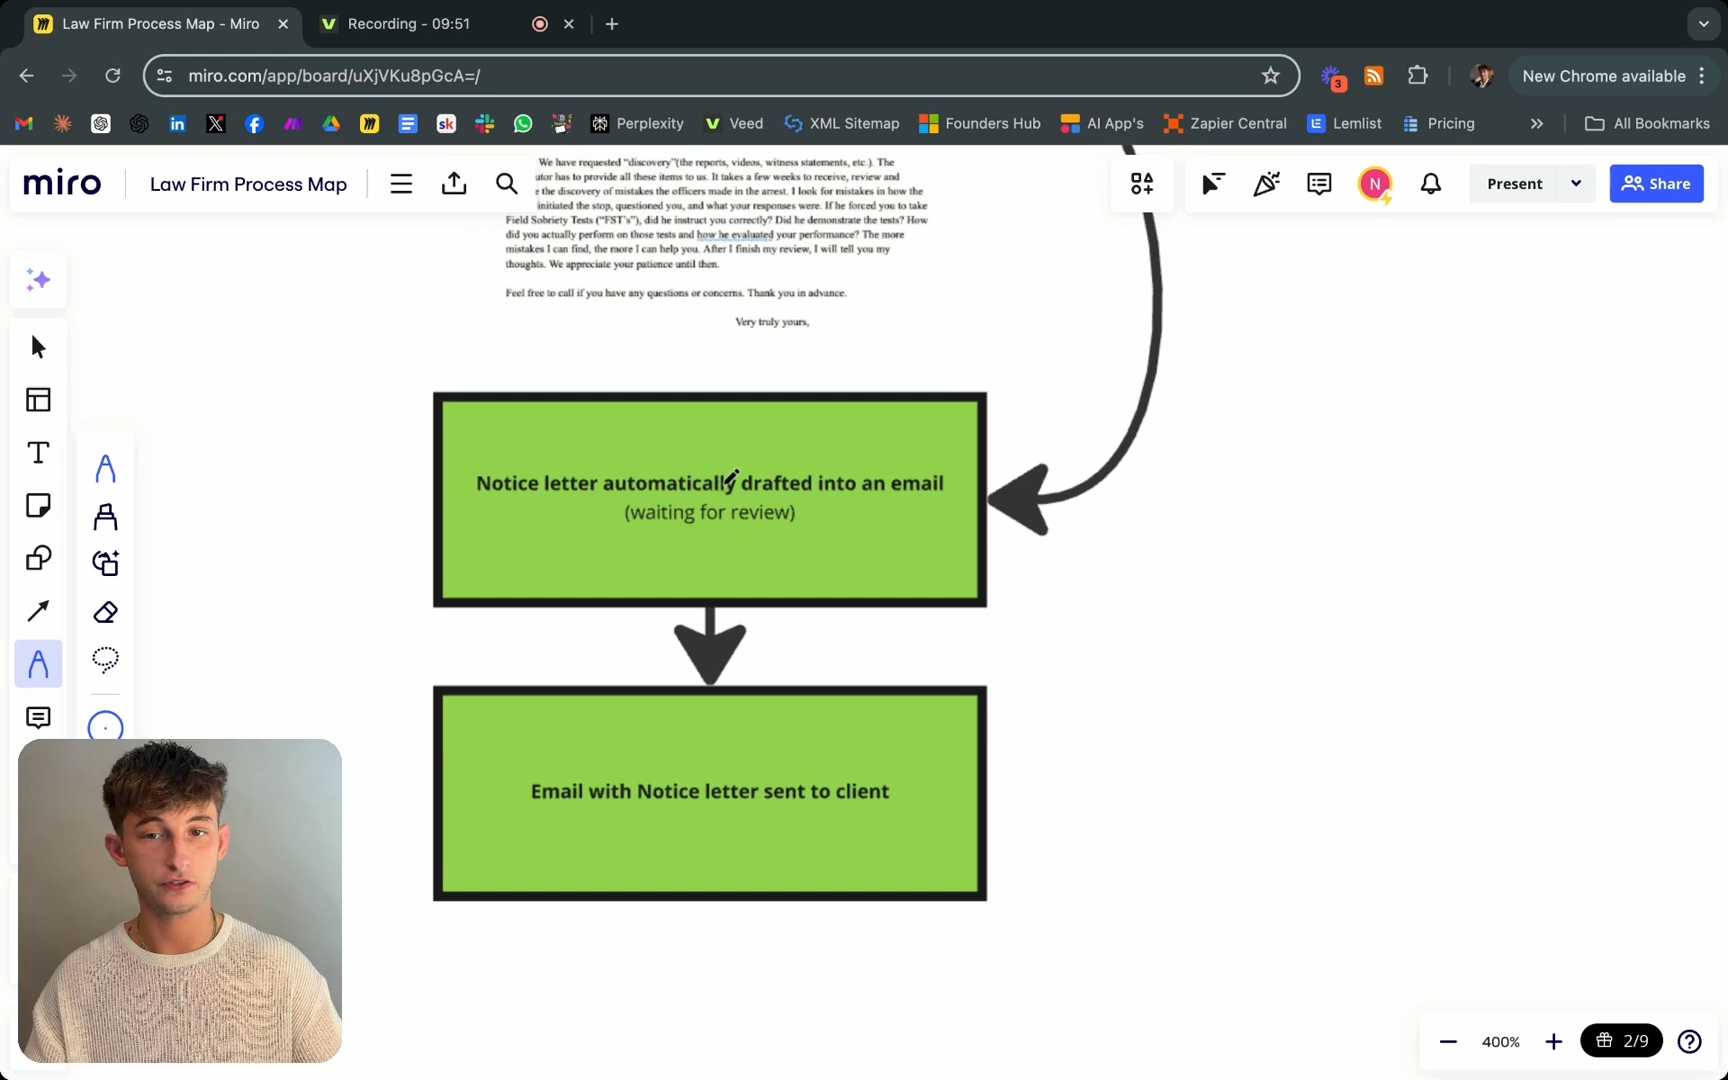 Law Firm Process Map - Miro
Recording - 09:51
miro.com/app/board/uXjVKu8pGcA=/
3
New Chrome available
sk
Perplexity
Veed
XML Sitemap
Founders Hub
AI App's
Zapier Central
Lemlist
Pricing
All Bookmarks
miro
Law Firm Process Map
N
Present
Share
We have requested “discovery”(the reports, videos, witness statements, etc.). The
utor has to provide all these items to us. It takes a few weeks to receive, review and
e the discovery of mistakes the officers made in the arrest. I look for mistakes in how the
initiated the stop, questioned you, and what your responses were. If he forced you to take
Field Sobriety Tests (“FST's”), did he instruct you correctly? Did he demonstrate the tests? How
did you actually perform on those tests and how he evaluated your performance? The more
mistakes I can find, the more I can help you. After I finish my review, I will tell you my
thoughts. We appreciate your patience until then.
Feel free to call if you have any questions or concerns. Thank you in advance.
Very truly yours,
Notice letter automatically drafted into an email
(waiting for review)
Email with Notice letter sent to client
400%
2/9